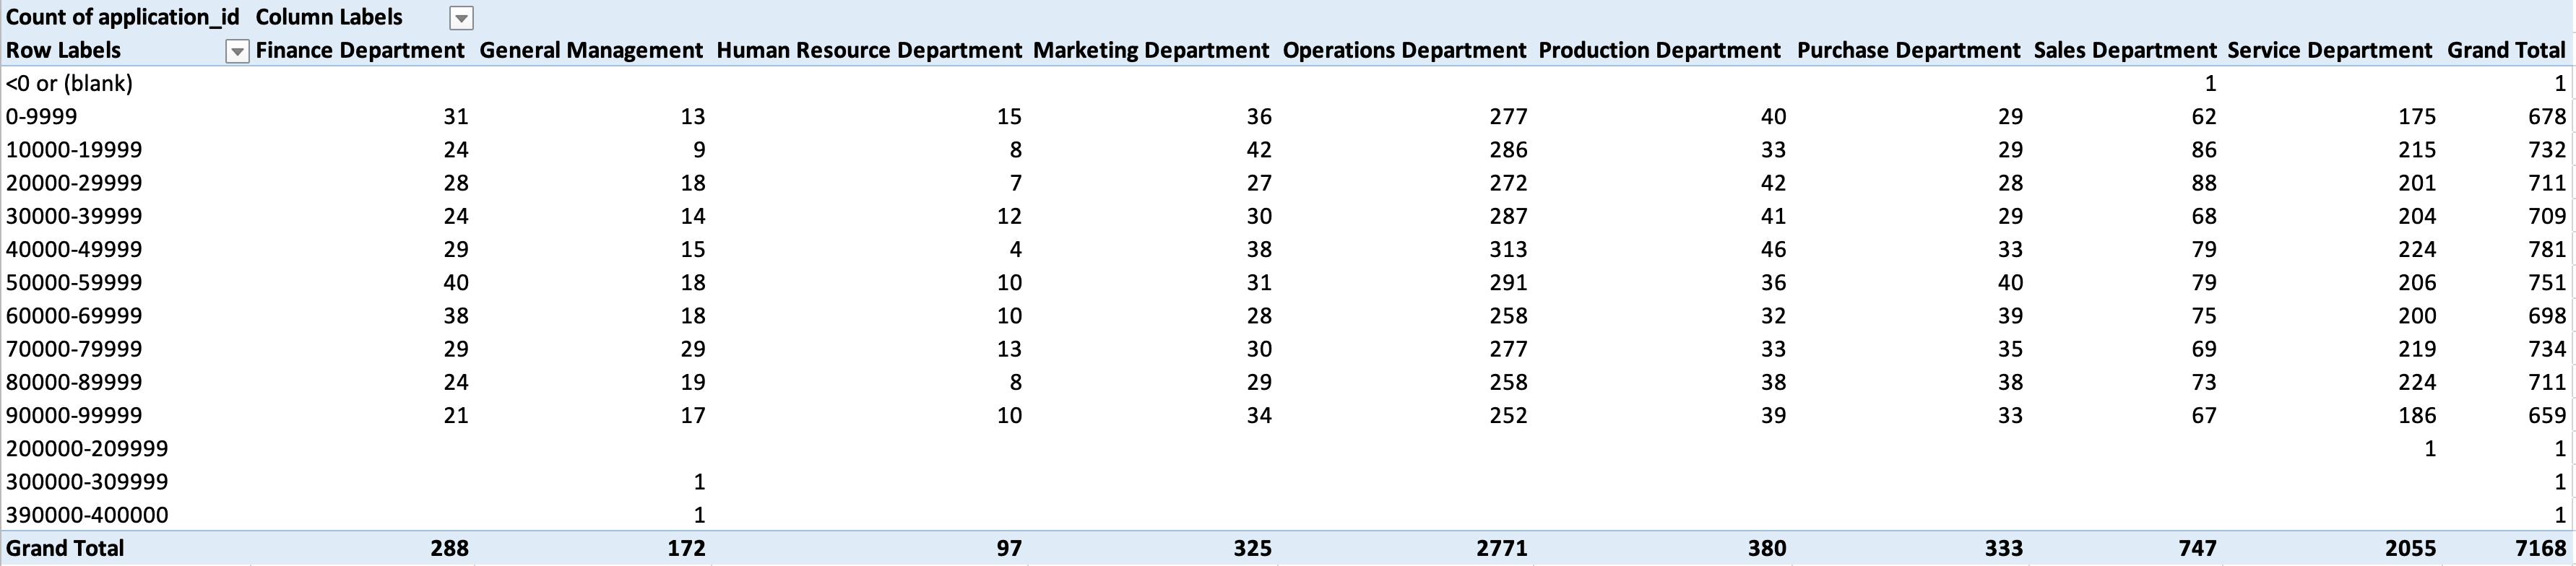 Count of application_id Column Labels
Row Labels Finance Department General Management Human Resource Department Marketing Department Operations Department Production Department Purchase Department Sales Department Service Department Grand Total
<0 or (blank) 1 1
0-9999 31 13 15 36 277 40 29 62 175 678
10000-19999 24 9 8 42 286 33 29 86 215 732
20000-29999 28 18 7 27 272 42 28 88 201 711
30000-39999 24 14 12 30 287 41 29 68 204 709
40000-49999 29 15 4 38 313 46 33 79 224 781
50000-59999 40 18 10 31 291 36 40 79 206 751
60000-69999 38 18 10 28 258 32 39 75 200 698
70000-79999 29 29 13 30 277 33 35 69 219 734
80000-89999 24 19 8 29 258 38 38 73 224 711
90000-99999 21 17 10 34 252 39 33 67 186 659
200000-209999 1 1
300000-309999 1 1
390000-400000 1 1
Grand Total 288 172 97 325 2771 380 333 747 2055 7168